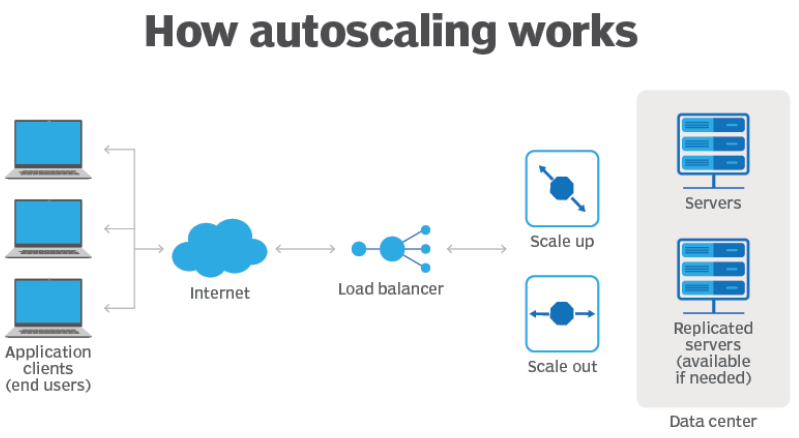 How autoscaling works
Application
clients
(end users)
Internet
Load balancer
Scale up
Scale out
Servers
Replicated
servers
(available
if needed)
Data center